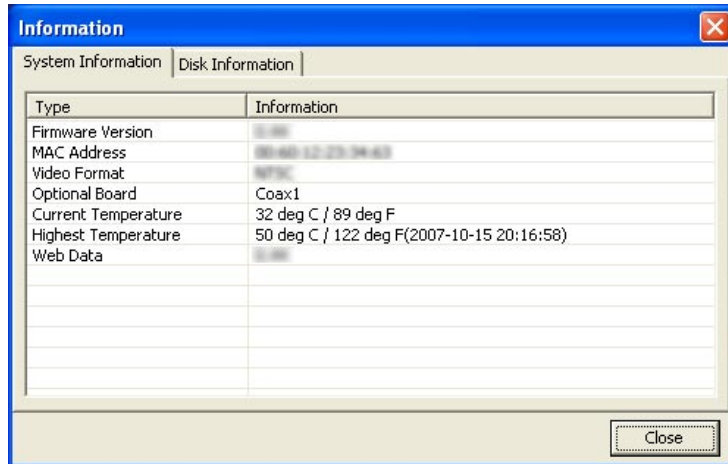 Information
System Information Disk Information
Type Information
Firmware Version
MAC Address
Video Format
Optional Board Coax1
Current Temperature 32 deg C / 89 deg F
Highest Temperature 50 deg C / 122 deg F(2007-10-15 20:16:58)
Web Data
Close